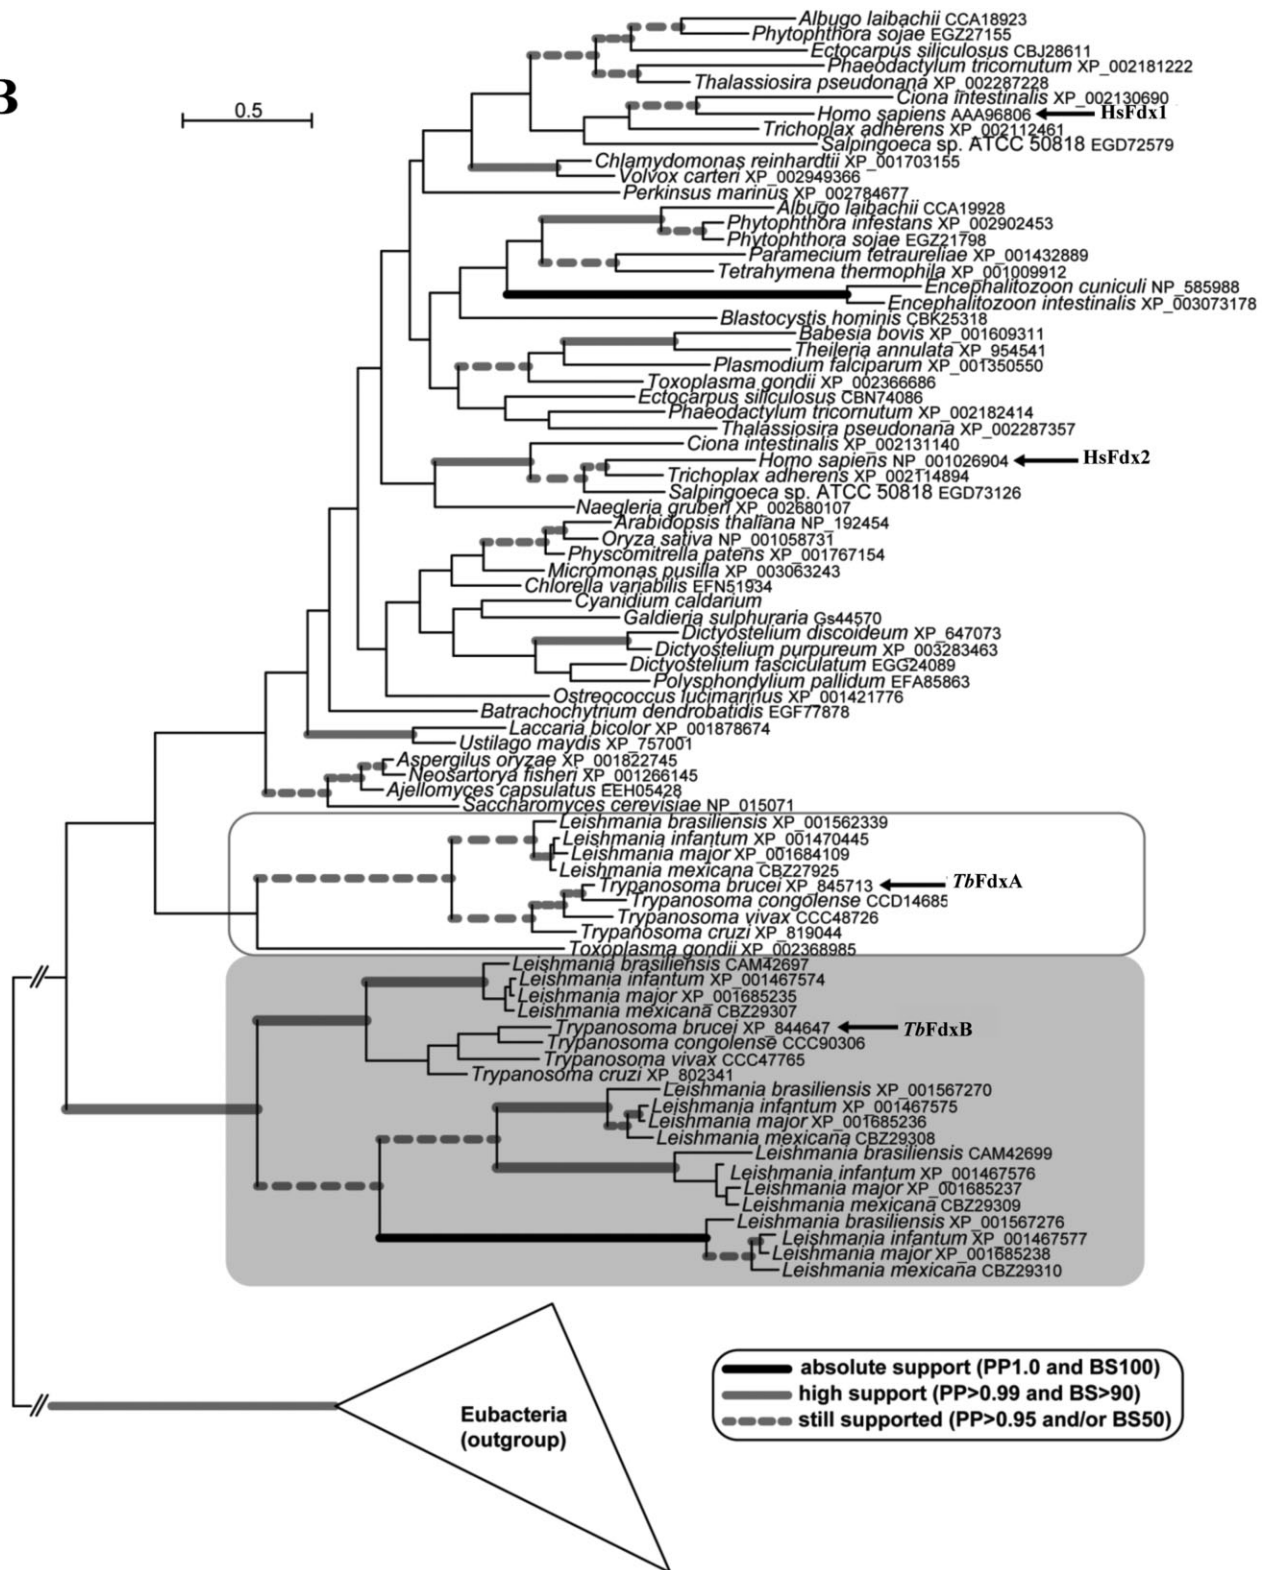 B
0.5
Albugo laibachii CCA18923
Phytophthora sojae EGZ27155
Ectocarpus siliculosus CBJ28611
Phaeodactylum tricornutum XP_002181222
Thalassiosira pseudonana XP_002287228
Ciona intestinalis XP_002130690
Homo sapiens AAA96806 HsFdx1
Trichoplax adherens XP_002112461
Salpingoeca sp. ATCC 50818 EGD72579
Chlamydomonas reinhardtii XP_001703155
Volvox carteri XP_002949366
Perkinsus marinus XP_002784677
Albugo laibachii CCA19928
Phytophthora infestans XP_002902453
Phytophthora sojae EGZ21798
Paramecium tetraureliae XP_001432889
Tetrahymena thermophila XP_001009912
Encephalitozoon cuniculi NP_585988
Encephalitozoon intestinalis XP_003073178
Blastocystis hominis CBK25318
Babesia bovis XP_001609311
Theileria annulata XP_954541
Plasmodium falciparum XP_001350550
Toxoplasma gondii XP_002366686
Ectocarpus siliculosus CBN74086
Phaeodactylum tricornutum XP_002182414
Thalassiosira pseudonana XP_002287357
Ciona intestinalis XP_002131140
Homo sapiens NP_001026904 HsFdx2
Trichoplax adherens XP_002114894
Salpingoeca sp. ATCC 50818 EGD73126
Naegleria gruberi XP_002680107
Arabidopsis thaliana NP_192454
Oryza sativa NP_001058731
Physcomitrella patens XP_001767154
Micromonas pusilla XP_003063243
Chlorella variabilis EFN51934
Cyanidium caldarium
Galdieria sulphuraria Gs44570
Dictyostelium discoideum XP_647073
Dictyostelium purpureum XP_003283463
Dictyostelium fasciculatum EGG24089
Polysphondylium pallidum EFA85863
Ostreococcus lucimarinus XP_001421776
Batrachochytrium dendrobatidis EGF77878
Laccaria bicolor XP_001878674
Ustilago maydis XP_757001
Aspergilus oryzae XP_001822745
Neosartorya fisheri XP_001266145
Ajellomyces capsulatus EEH05428
Saccharomyces cerevisiae NP_015071
Leishmania brasiliensis XP_001562339
Leishmania infantum XP_001470445
Leishmania major XP_001684109
Leishmania mexicana CBZ27925
Trypanosoma brucei XP_845713 TbFdxA
Trypanosoma congolense CCD14685
Trypanosoma vivax CCC48726
Trypanosoma cruzi XP_819044
Toxoplasma gondii XP_002368985
Leishmania brasiliensis CAM42697
Leishmania infantum XP_001467574
Leishmania major XP_001685235
Leishmania mexicana CBZ29307
Trypanosoma brucei XP_844647 TbFdxB
Trypanosoma congolense CCC90306
Trypanosoma vivax CCC47765
Trypanosoma cruzi XP_802341
Leishmania brasiliensis XP_001567270
Leishmania infantum XP_001467575
Leishmania major XP_001685236
Leishmania mexicana CBZ29308
Leishmania brasiliensis CAM42699
Leishmania infantum XP_001467576
Leishmania major XP_001685237
Leishmania mexicana CBZ29309
Leishmania brasiliensis XP_001567276
Leishmania infantum XP_001467577
Leishmania major XP_001685238
Leishmania mexicana CBZ29310
Eubacteria
(outgroup)
absolute support (PP1.0 and BS100)
high support (PP>0.99 and BS>90)
still supported (PP>0.95 and/or BS50)